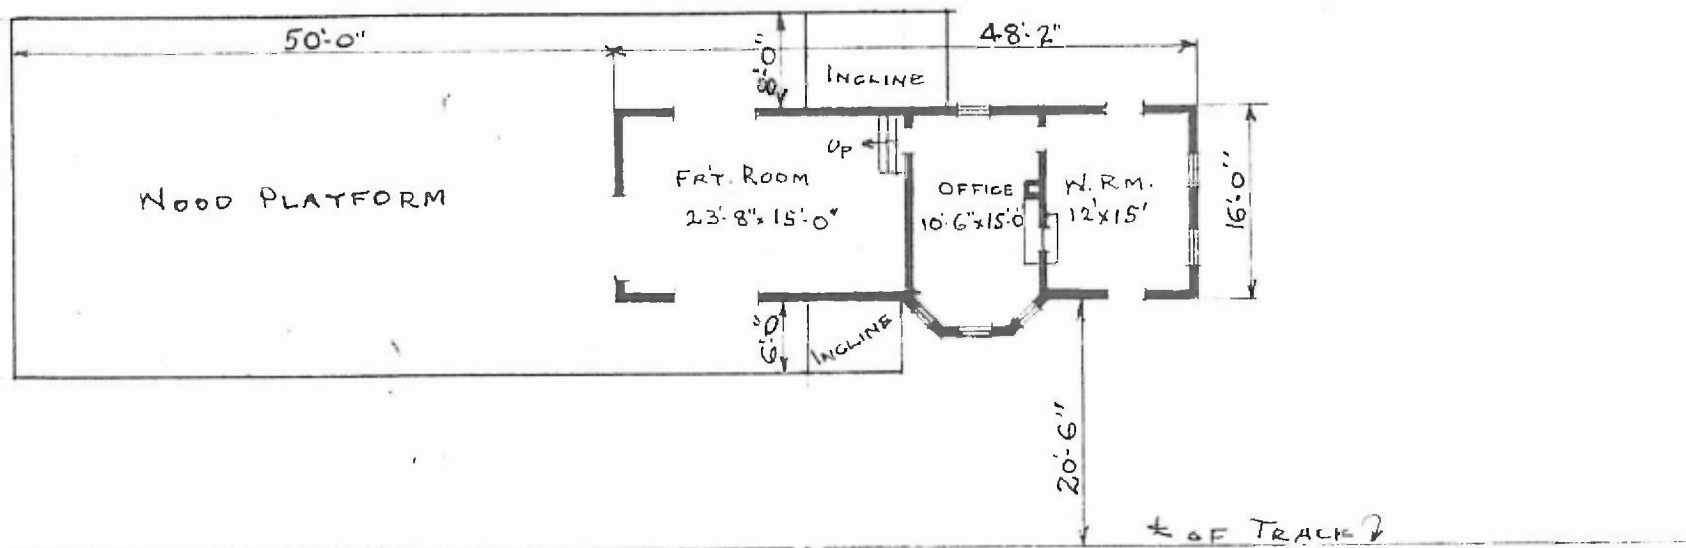 50'-0"
48'-2"
8'-0"
INCLINE
UP
WOOD PLATFORM
FR'T. ROOM
23'-8" x 15'-0"
OFFICE
10'-6" x 15'-0
W. RM.
12' x 15'
16'-0"
6'-0"
INCLINE
20'-6"
℄ OF TRACK